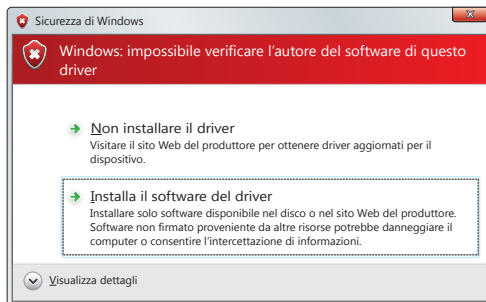 Sicurezza di Windows
Windows: impossibile verificare l'autore del software di questo
driver
Non installare il driver
Visitare il sito Web del produttore per ottenere driver aggiornati per il
dispositivo.
Installa il software del driver
Installare solo software disponibile nel disco o nel sito Web del produttore.
Software non firmato proveniente da altre risorse potrebbe danneggiare il
computer o consentire l'intercettazione di informazioni.
Visualizza dettagli